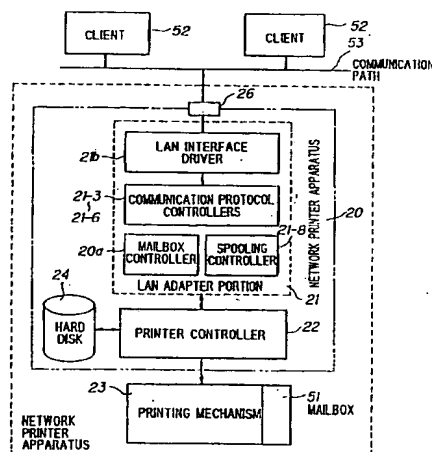 CLIENT
52
CLIENT
52
53
COMMUNICATION
PATH
26
21b
LAN INTERFACE
DRIVER
21-3
21-6
COMMUNICATION PROTOCOL
CONTROLLERS
20
20a
MAILBOX
CONTROLLER
SPOOLING
CONTROLLER
21-8
LAN ADAPTER PORTION
21
NETWORK PRINTER APPARATUS
24
HARD
DISK
PRINTER CONTROLLER
22
23
PRINTING MECHANISM
51
MAILBOX
NETWORK
PRINTER
APPARATUS